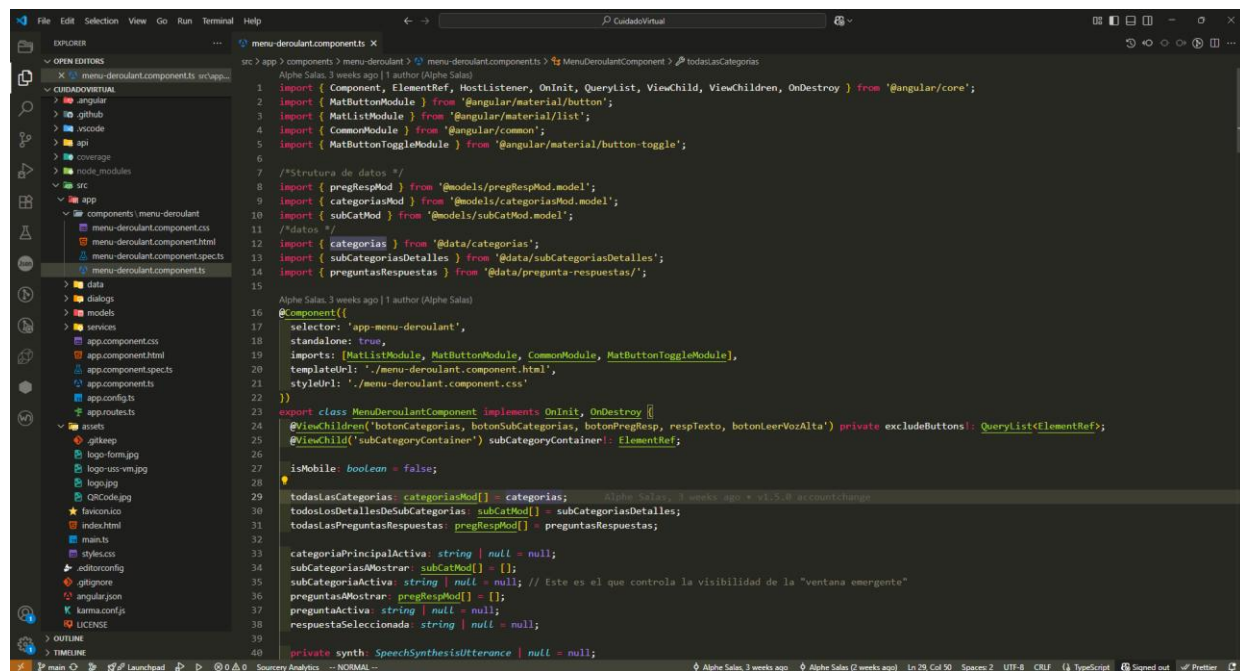 File Edit Selection View Go Run Terminal Help
CuidadoVirtual
EXPLORER
OPEN EDITORS
menu-deroulant.component.ts src\app...
CUIDADOVIRTUAL
.angular
.github
.vscode
api
coverage
node_modules
src
app
components \ menu-deroulant
menu-deroulant.component.css
menu-deroulant.component.html
menu-deroulant.component.spec.ts
menu-deroulant.component.ts
data
dialogs
models
services
app.component.css
app.component.html
app.component.spec.ts
app.component.ts
app.config.ts
app.routes.ts
assets
.gitkeep
logo-form.jpg
logo-uss-vm.jpg
logo.jpg
QRCode.jpg
favicon.ico
index.html
main.ts
styles.css
.editorconfig
.gitignore
angular.json
karma.conf.js
LICENSE
OUTLINE
TIMELINE
menu-deroulant.component.ts
src > app > components > menu-deroulant > menu-deroulant.component.ts > MenuDeroulantComponent > todasLasCategorias
Alphe Salas, 3 weeks ago | 1 author (Alphe Salas)
1 import { Component, ElementRef, HostListener, OnInit, QueryList, ViewChild, ViewChildren, OnDestroy } from '@angular/core';
2 import { MatButtonModule } from '@angular/material/button';
3 import { MatListModule } from '@angular/material/list';
4 import { CommonModule } from '@angular/common';
5 import { MatButtonToggleModule } from '@angular/material/button-toggle';
6
7 /*Strutura de datos */
8 import { pregRespMod } from '@models/pregRespMod.model';
9 import { categoriasMod } from '@models/categoriasMod.model';
10 import { subCatMod } from '@models/subCatMod.model';
11 /*datos */
12 import { categorias } from '@data/categorias';
13 import { subCategoriasDetalles } from '@data/subCategoriasDetalles';
14 import { preguntasRespuestas } from '@data/pregunta-respuestas/';
15
Alphe Salas, 3 weeks ago | 1 author (Alphe Salas)
16 @Component({
17 selector: 'app-menu-deroulant',
18 standalone: true,
19 imports: [MatListModule, MatButtonModule, CommonModule, MatButtonToggleModule],
20 templateUrl: './menu-deroulant.component.html',
21 styleUrl: './menu-deroulant.component.css'
22 })
23 export class MenuDeroulantComponent implements OnInit, OnDestroy {
24 @ViewChildren('botonCategorias, botonSubCategorias, botonPregResp, respTexto, botonLeerVozAlta') private excludeButtons!: QueryList<ElementRef>;
25 @ViewChild('subCategoryContainer') subCategoryContainer!: ElementRef;
26
27 isMobile: boolean = false;
28
29 todasLasCategorias: categoriasMod[] = categorias; Alphe Salas, 3 weeks ago • v1.5.0 accountchange
30 todosLosDetallesDeSubCategorias: subCatMod[] = subCategoriasDetalles;
31 todasLasPreguntasRespuestas: pregRespMod[] = preguntasRespuestas;
32
33 categoriaPrincipalActiva: string | null = null;
34 subCategoriasAMostrar: subCatMod[] = [];
35 subCategoriaActiva: string | null = null; // Este es el que controla la visibilidad de la "ventana emergente"
36 preguntasAMostrar: pregRespMod[] = [];
37 preguntaActiva: string | null = null;
38 respuestaSeleccionada: string | null = null;
39
40 private synth: SpeechSynthesisUtterance | null = null;
main Launchpad 0 0 Sourcery Analytics -- NORMAL -- Alphe Salas, 3 weeks ago Alphe Salas (2 weeks ago) Ln 29, Col 50 Spaces: 2 UTF-8 CRLF TypeScript Signed out Prettier